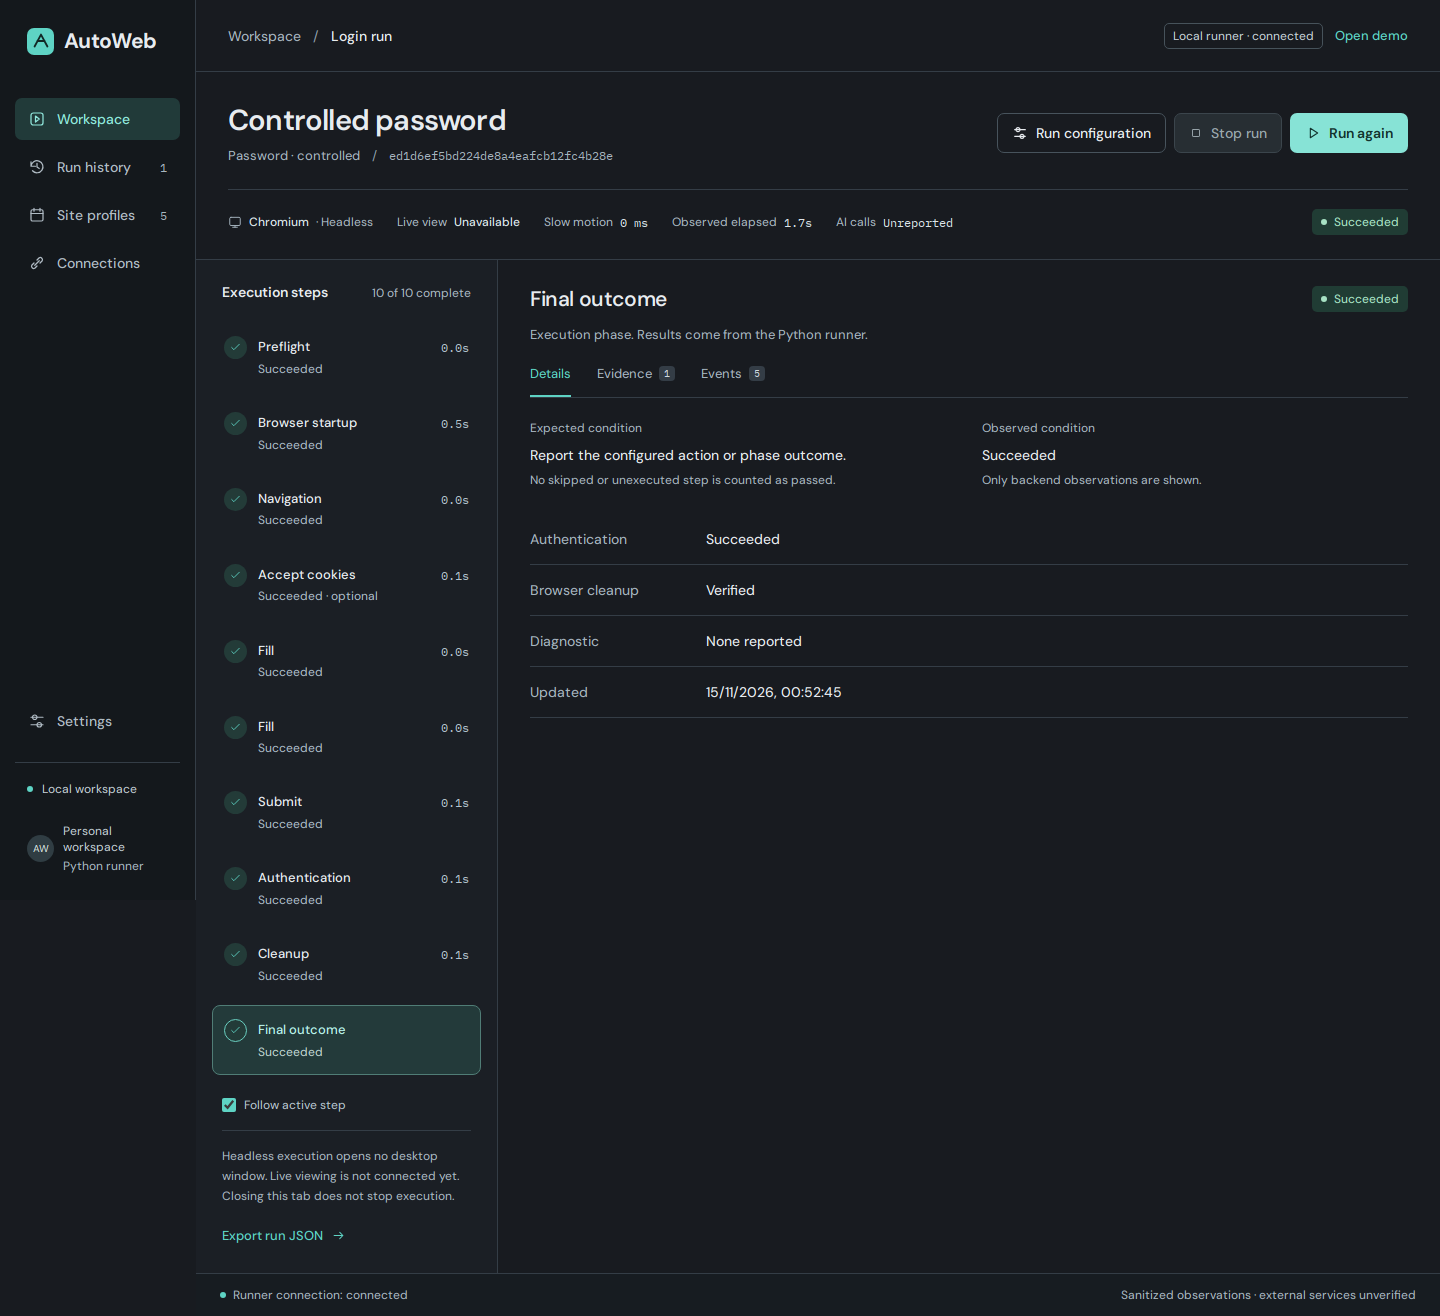 AutoWeb
Workspace
Run history 1
Site profiles 5
Connections
Settings
Local workspace
AW
Personal
workspace
Python runner
Workspace / Login run
Local runner · connected
Open demo
Controlled password
Password · controlled / ed1d6ef5bd224de8a4eafcb12fc4b28e
Run configuration
Stop run
Run again
Chromium · Headless Live view Unavailable Slow motion 0 ms Observed elapsed 1.7s AI calls Unreported
Succeeded
Execution steps 10 of 10 complete
Preflight 0.0s
Succeeded
Browser startup 0.5s
Succeeded
Navigation 0.0s
Succeeded
Accept cookies 0.1s
Succeeded · optional
Fill 0.0s
Succeeded
Fill 0.0s
Succeeded
Submit 0.1s
Succeeded
Authentication 0.1s
Succeeded
Cleanup 0.1s
Succeeded
Final outcome
Succeeded
Follow active step
Headless execution opens no desktop
window. Live viewing is not connected yet.
Closing this tab does not stop execution.
Export run JSON →
Final outcome
Succeeded
Execution phase. Results come from the Python runner.
Details Evidence 1 Events 5
Expected condition
Report the configured action or phase outcome.
No skipped or unexecuted step is counted as passed.
Observed condition
Succeeded
Only backend observations are shown.
Authentication Succeeded
Browser cleanup Verified
Diagnostic None reported
Updated 15/11/2026, 00:52:45
Runner connection: connected
Sanitized observations · external services unverified